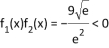 f₁(x)f₂(x) = −9√e / e² < 0